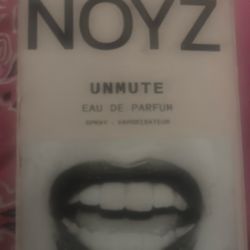 NOYZ
UNMUTE
EAU DE PARFUM
SPRAY - VAPORISATEUR